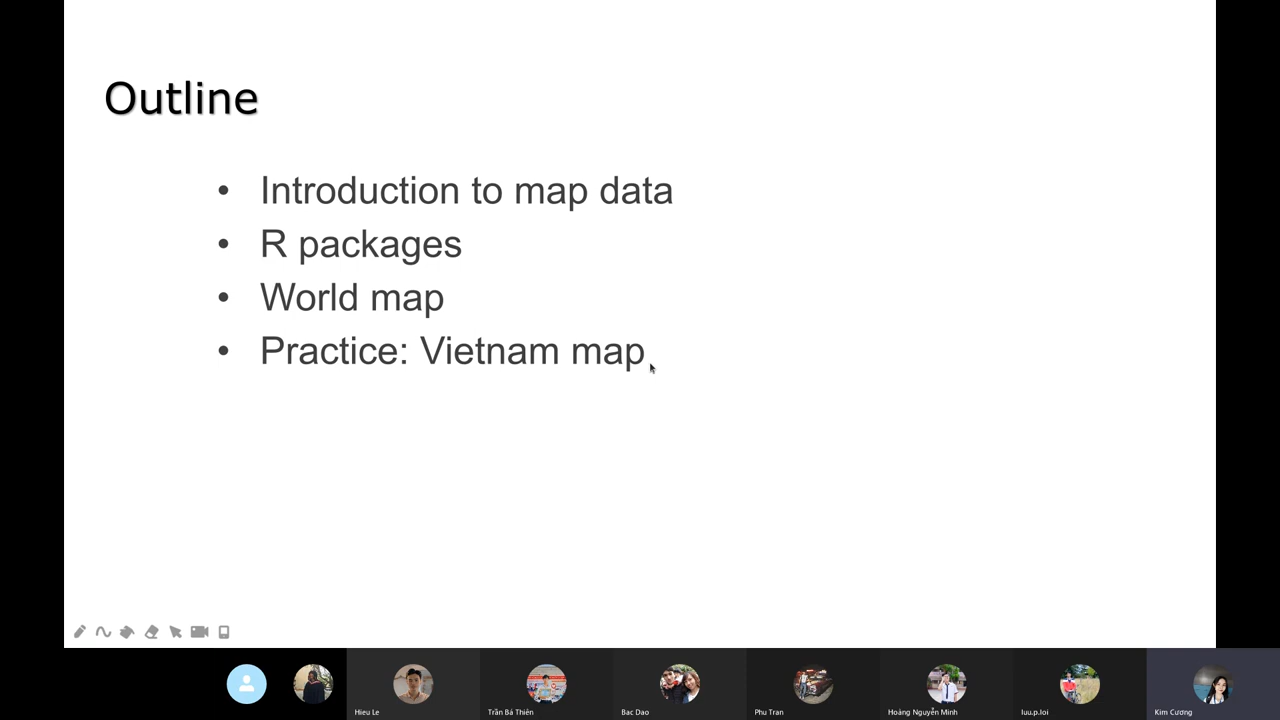 Outline
• Introduction to map data
• R packages
• World map
• Practice: Vietnam map
Hieu Le
Trần Bá Thiên
Bac Dao
Phu Tran
Hoàng Nguyễn Minh
luu.p.loi
Kim Cương